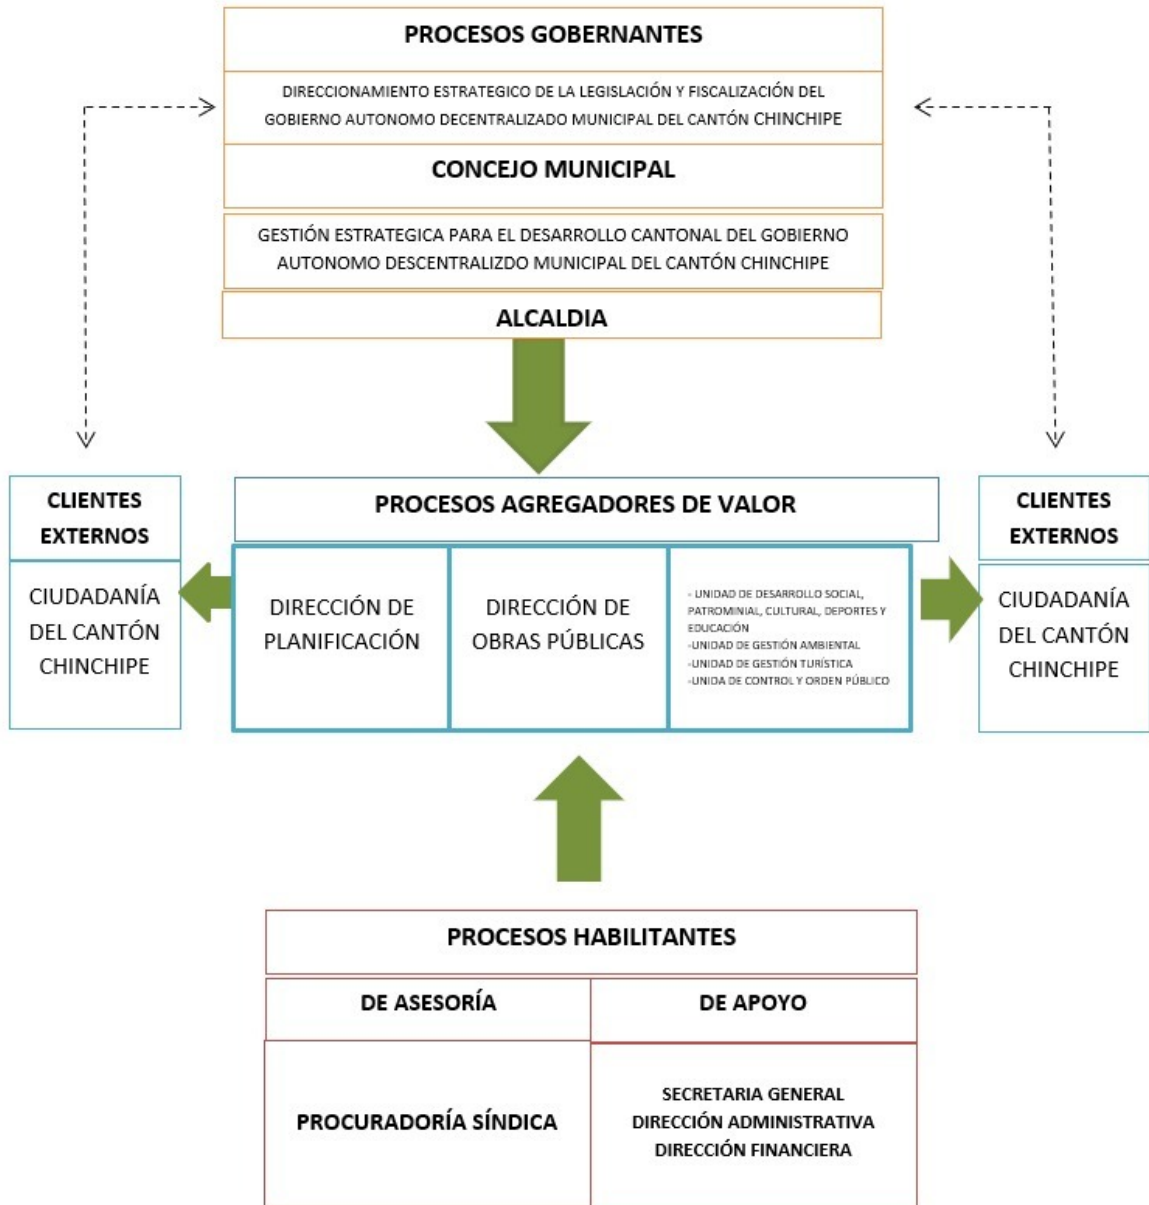 PROCESOS GOBERNANTES
DIRECCIONAMIENTO ESTRATEGICO DE LA LEGISLACIÓN Y FISCALIZACIÓN DEL
GOBIERNO AUTONOMO DECENTRALIZADO MUNICIPAL DEL CANTÓN CHINCHIPE
CONCEJO MUNICIPAL
GESTIÓN ESTRATEGICA PARA EL DESARROLLO CANTONAL DEL GOBIERNO
AUTONOMO DESCENTRALIZDO MUNICIPAL DEL CANTÓN CHINCHIPE
ALCALDIA
CLIENTES
EXTERNOS
CIUDADANÍA
DEL CANTÓN
CHINCHIPE
PROCESOS AGREGADORES DE VALOR
DIRECCIÓN DE
PLANIFICACIÓN
DIRECCIÓN DE
OBRAS PÚBLICAS
- UNIDAD DE DESARROLLO SOCIAL,
PATROMINIAL, CULTURAL, DEPORTES Y
EDUCACIÓN
-UNIDAD DE GESTIÓN AMBIENTAL
-UNIDAD DE GESTIÓN TURÍSTICA
-UNIDA DE CONTROL Y ORDEN PÚBLICO
CLIENTES
EXTERNOS
CIUDADANÍA
DEL CANTÓN
CHINCHIPE
PROCESOS HABILITANTES
DE ASESORÍA
DE APOYO
PROCURADORÍA SÍNDICA
SECRETARIA GENERAL
DIRECCIÓN ADMINISTRATIVA
DIRECCIÓN FINANCIERA